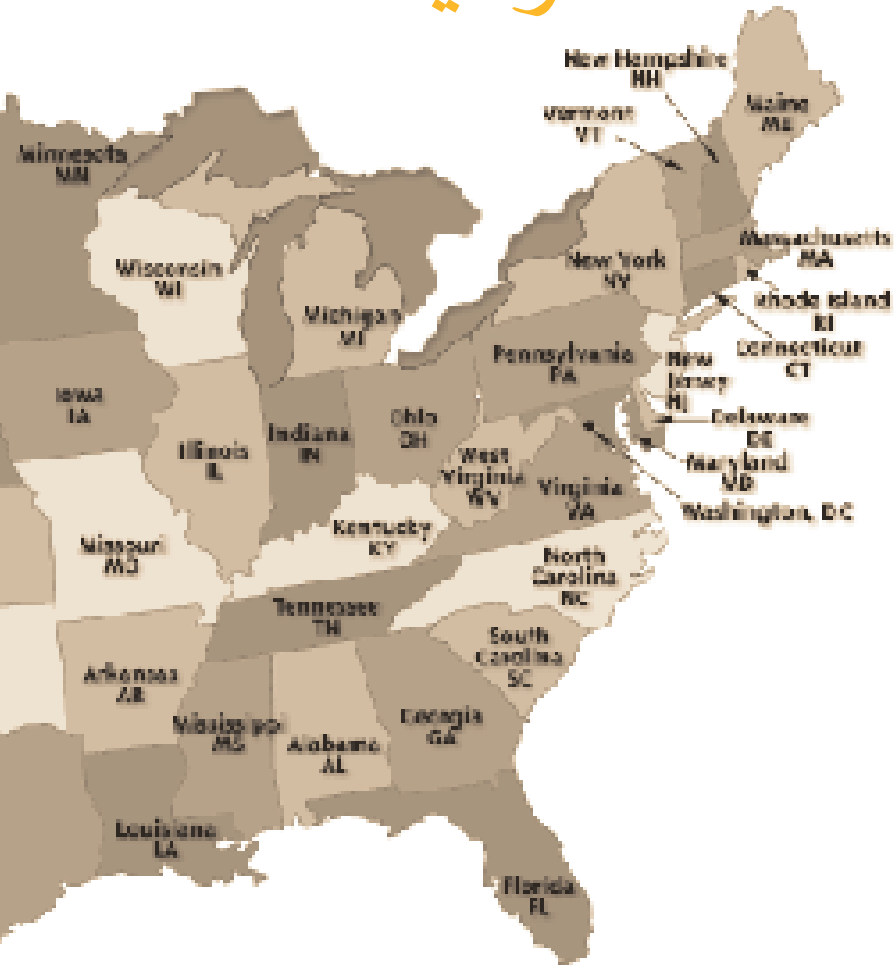 New Hampshire
NH
Vermont
VT
Maine
ME
Minnesota
MN
Wisconsin
WI
New York
NY
Massachusetts
MA
Rhode Island
RI
Connecticut
CT
Michigan
MI
Pennsylvania
PA
New
Jersey
NJ
Iowa
IA
Illinois
IL
Indiana
IN
Ohio
OH
Delaware
DE
Maryland
MD
Washington, DC
West
Virginia
WV
Virginia
VA
Missouri
MO
Kentucky
KY
North
Carolina
NC
Tennessee
TN
South
Carolina
SC
Arkansas
AR
Mississippi
MS
Alabama
AL
Georgia
GA
Louisiana
LA
Florida
FL